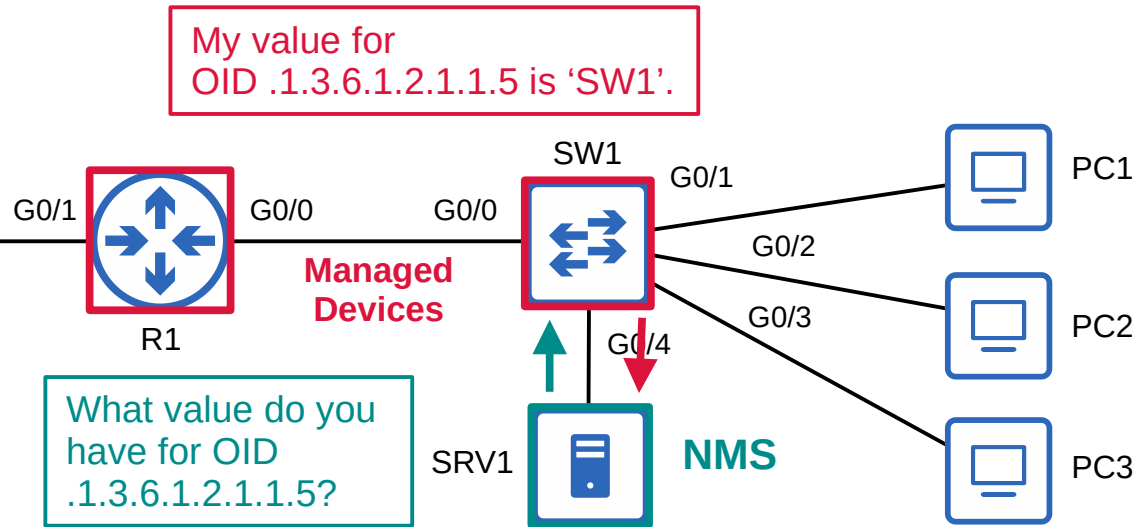 My value for
OID .1.3.6.1.2.1.1.5 is ‘SW1’.
SW1
G0/1
PC1
G0/1
G0/0
G0/0
G0/2
Managed
Devices
G0/3
R1
G0/4
PC2
What value do you
have for OID
.1.3.6.1.2.1.1.5?
SRV1
NMS
PC3